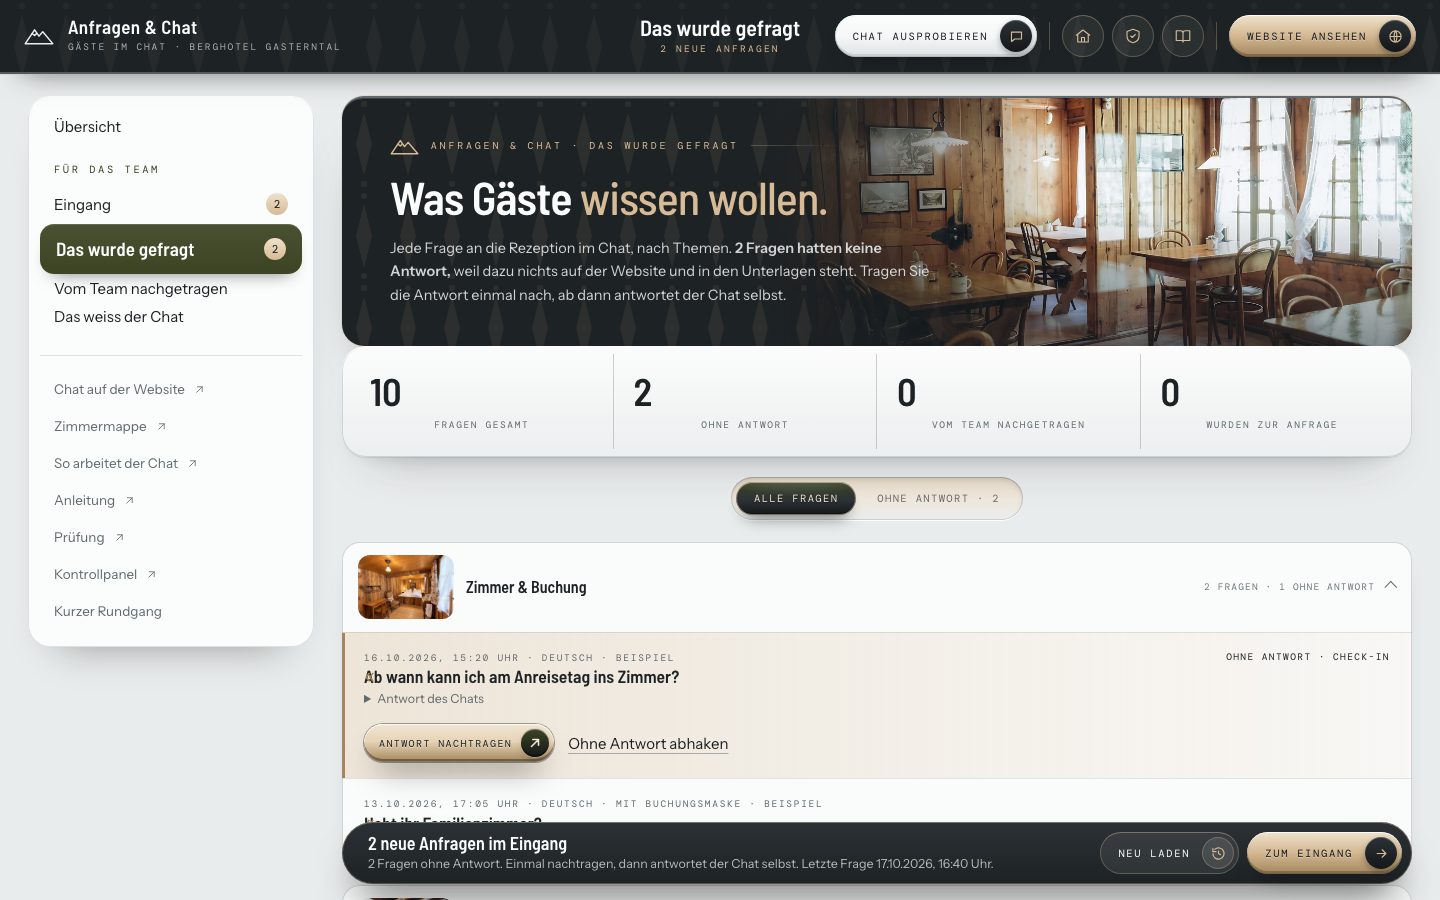 Anfragen & Chat
GÄSTE IM CHAT · BERGHOTEL GASTERNTAL
Das wurde gefragt
2 NEUE ANFRAGEN
CHAT AUSPROBIEREN
WEBSITE ANSEHEN
Übersicht
FÜR DAS TEAM
Eingang 2
Das wurde gefragt 2
Vom Team nachgetragen
Das weiss der Chat
Chat auf der Website
Zimmermappe
So arbeitet der Chat
Anleitung
Prüfung
Kontrollpanel
Kurzer Rundgang
ANFRAGEN & CHAT · DAS WURDE GEFRAGT
Was Gäste wissen wollen.
Jede Frage an die Rezeption im Chat, nach Themen. 2 Fragen hatten keine
Antwort, weil dazu nichts auf der Website und in den Unterlagen steht. Tragen Sie
die Antwort einmal nach, ab dann antwortet der Chat selbst.
10
FRAGEN GESAMT
2
OHNE ANTWORT
0
VOM TEAM NACHGETRAGEN
0
WURDEN ZUR ANFRAGE
ALLE FRAGEN
OHNE ANTWORT · 2
Zimmer & Buchung
2 FRAGEN · 1 OHNE ANTWORT
16.10.2026, 15:20 UHR · DEUTSCH · BEISPIEL
OHNE ANTWORT · CHECK-IN
Ab wann kann ich am Anreisetag ins Zimmer?
Antwort des Chats
ANTWORT NACHTRAGEN
Ohne Antwort abhaken
13.10.2026, 17:05 UHR · DEUTSCH · MIT BUCHUNGSMASKE · BEISPIEL
Habt ihr Familienzimmer?
2 neue Anfragen im Eingang
2 Fragen ohne Antwort. Einmal nachtragen, dann antwortet der Chat selbst. Letzte Frage 17.10.2026, 16:40 Uhr.
NEU LADEN
ZUM EINGANG